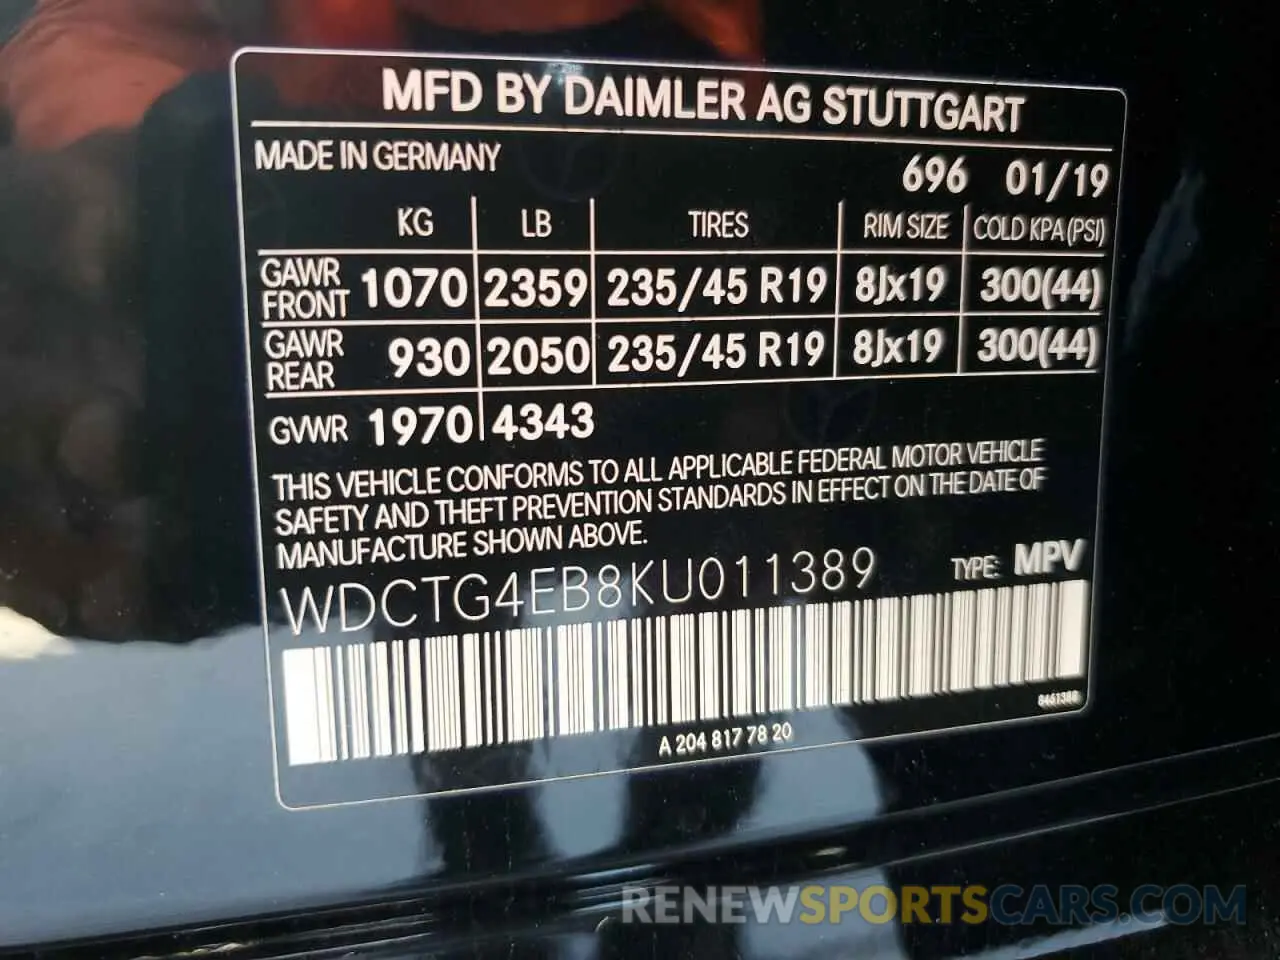 MFD BY DAIMLER AG STUTTGART
MADE IN GERMANY 696 01/19
KG LB TIRES RIM SIZE COLD KPA (PSI)
GAWR FRONT 1070 2359 235/45 R19 8Jx19 300(44)
GAWR REAR 930 2050 235/45 R19 8Jx19 300(44)
GVWR 1970 4343
THIS VEHICLE CONFORMS TO ALL APPLICABLE FEDERAL MOTOR VEHICLE
SAFETY AND THEFT PREVENTION STANDARDS IN EFFECT ON THE DATE OF
MANUFACTURE SHOWN ABOVE.
WDCTG4EB8KU011389 TYPE: MPV
A 204 817 78 20
RENEWSPORTSCARS.COM